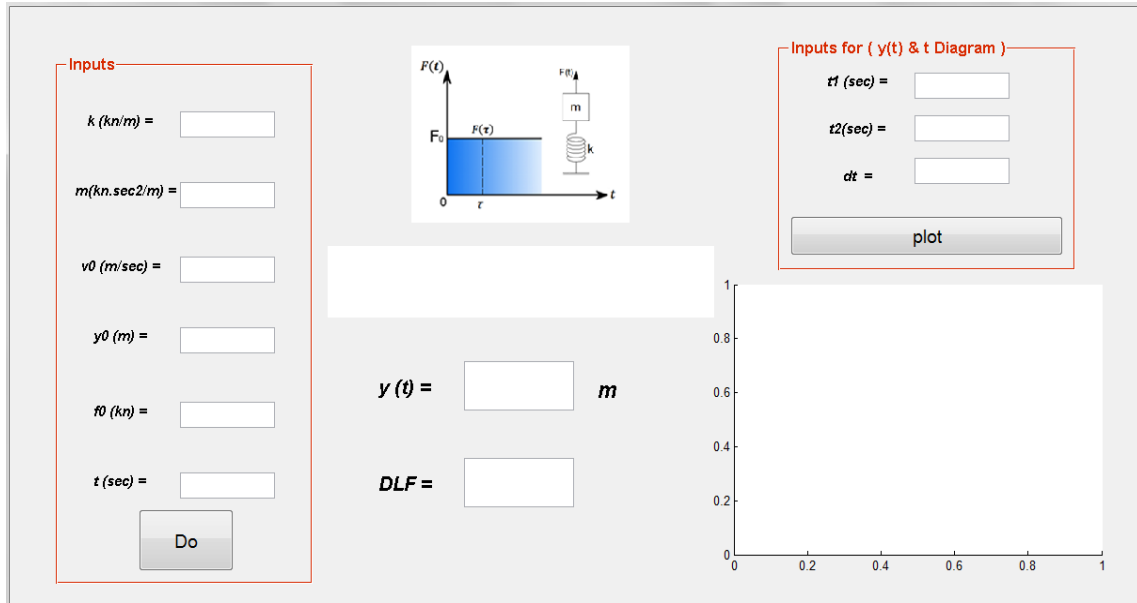 Inputs
k (kn/m) =
m(kn.sec2/m) =
v0 (m/sec) =
y0 (m) =
f0 (kn) =
t (sec) =
Do
F(t)
F₀
F(τ)
0
τ
t
F(t)
m
k
y (t) =
m
DLF =
Inputs for ( y(t) & t Diagram )
t1 (sec) =
t2(sec) =
dt =
plot
1
0.8
0.6
0.4
0.2
0
0 0.2 0.4 0.6 0.8 1